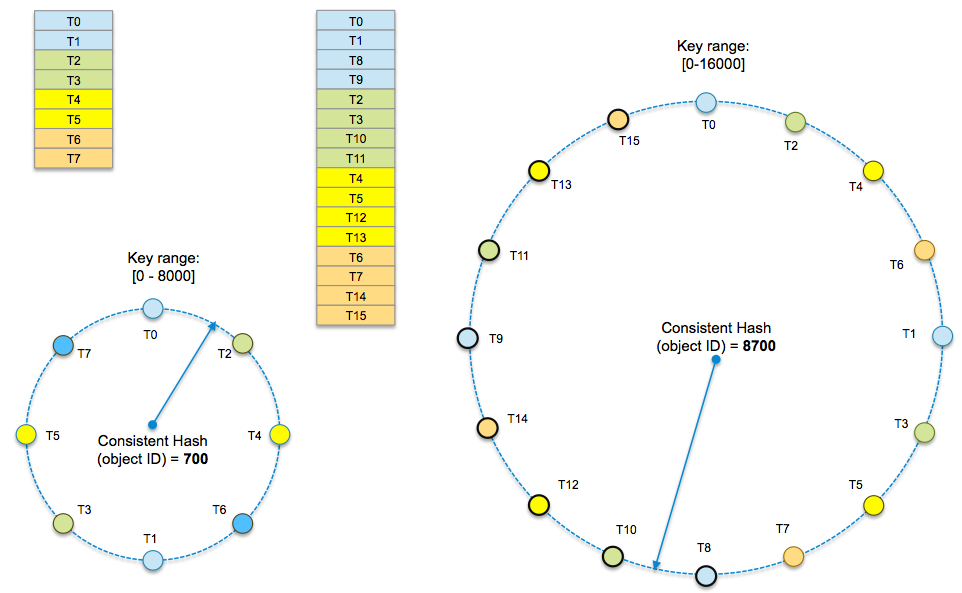 T0
T1
T2
T3
T4
T5
T6
T7
T0
T1
T8
T9
T2
T3
T10
T11
T4
T5
T12
T13
T6
T7
T14
T15
Key range:
[0 - 8000]
T0
T2
T4
T6
T1
T3
T5
T7
Consistent Hash
(object ID) = 700
Key range:
[0-16000]
T0
T2
T4
T6
T1
T3
T5
T7
T8
T10
T12
T14
T9
T11
T13
T15
Consistent Hash
(object ID) = 8700